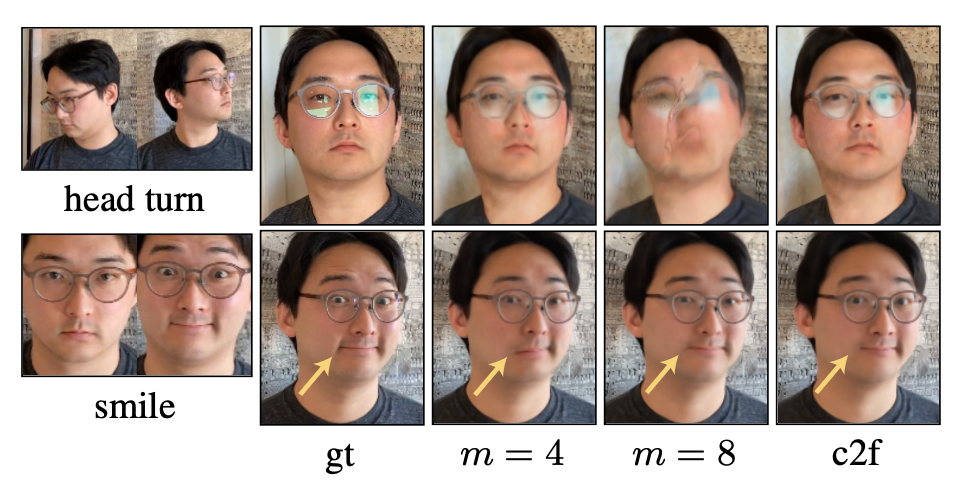 head turn
smile
gt
m = 4
m = 8
c2f